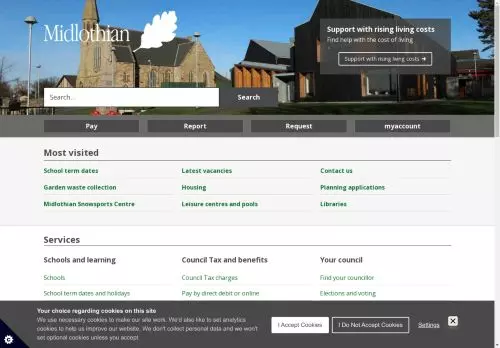 Midlothian
Support with rising living costs
Find help with the cost of living
Support with rising living costs ➜
Search...
Search
Pay
Report
Request
myaccount
Most visited
School term dates
Latest vacancies
Contact us
Garden waste collection
Housing
Planning applications
Midlothian Snowsports Centre
Leisure centres and pools
Libraries
Services
Schools and learning
Council Tax and benefits
Your council
Schools
Council Tax charges
Find your councillor
School term dates and holidays
Pay by direct debit or online
Elections and voting
Your choice regarding cookies on this site
We use necessary cookies to make our site work. We'd also like to set analytics
cookies to help us improve our website. We don't collect personal data and we won't
set optional cookies unless you accept.
I Accept Cookies
I Do Not Accept Cookies
Settings